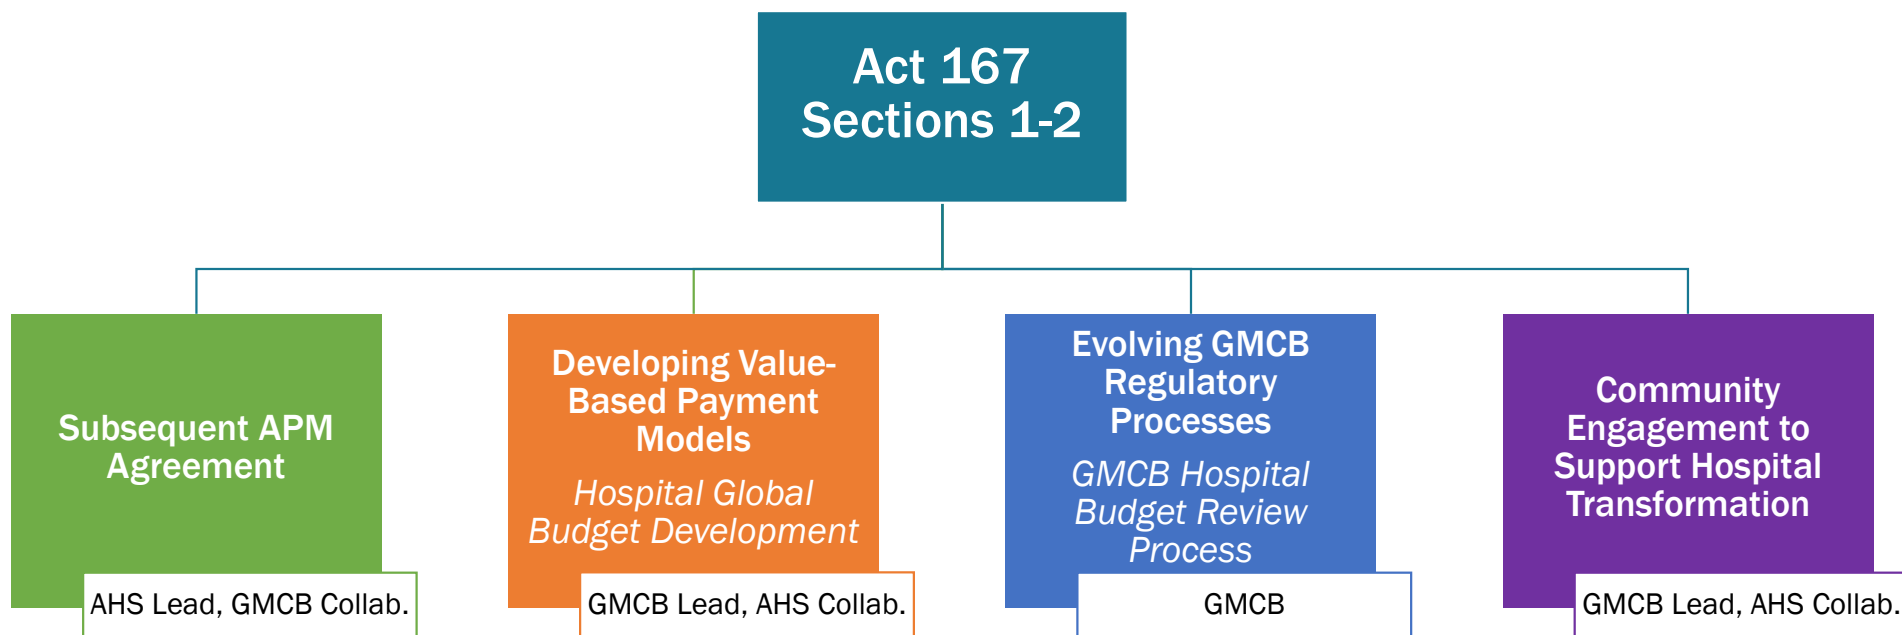 Act 167
Sections 1-2
Subsequent APM
Agreement
AHS Lead, GMCB Collab.
Developing Value-
Based Payment
Models
Hospital Global
Budget Development
GMCB Lead, AHS Collab.
Evolving GMCB
Regulatory
Processes
GMCB Hospital
Budget Review
Process
GMCB
Community
Engagement to
Support Hospital
Transformation
GMCB Lead, AHS Collab.